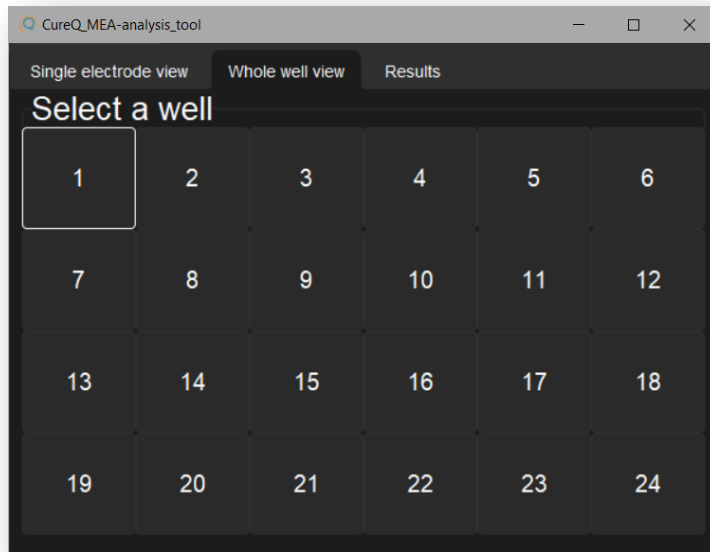 CureQ_MEA-analysis_tool
Single electrode view Whole well view Results
Select a well
1 2 3 4 5 6
7 8 9 10 11 12
13 14 15 16 17 18
19 20 21 22 23 24